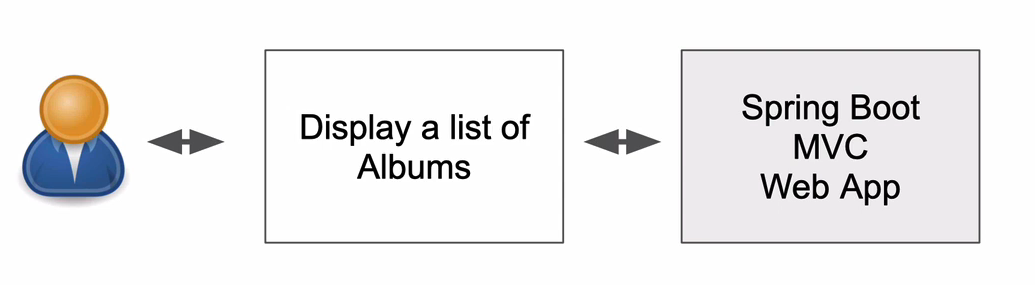 Display a list of
Albums
Spring Boot
MVC
Web App